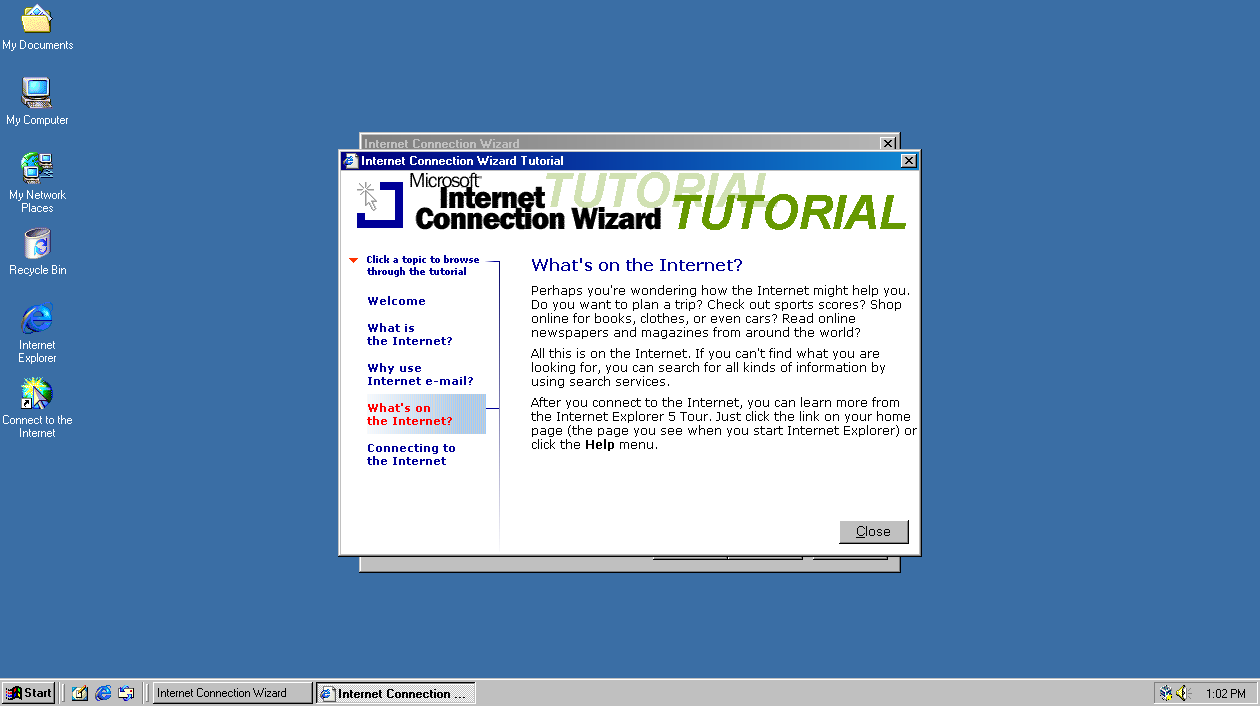 My Documents
My Computer
My Network
Places
Recycle Bin
Internet
Explorer
Connect to the
Internet
Internet Connection Wizard
Internet Connection Wizard Tutorial
Microsoft
Internet
Connection Wizard
TUTORIAL
TUTORIAL
Click a topic to browse
through the tutorial
Welcome
What is
the Internet?
Why use
Internet e-mail?
What's on
the Internet?
Connecting to
the Internet
What's on the Internet?
Perhaps you're wondering how the Internet might help you.
Do you want to plan a trip? Check out sports scores? Shop
online for books, clothes, or even cars? Read online
newspapers and magazines from around the world?
All this is on the Internet. If you can't find what you are
looking for, you can search for all kinds of information by
using search services.
After you connect to the Internet, you can learn more from
the Internet Explorer 5 Tour. Just click the link on your home
page (the page you see when you start Internet Explorer) or
click the Help menu.
Close
Start
Internet Connection Wizard
Internet Connection ...
1:02 PM